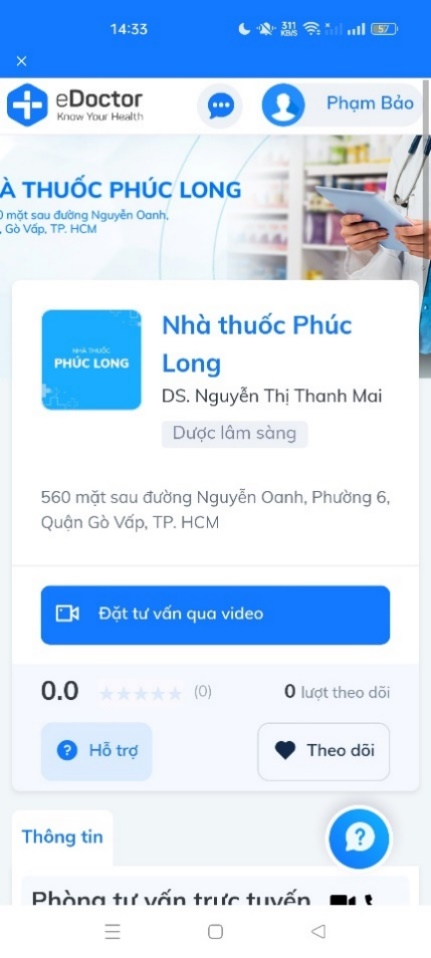 14:33
311
KB/S
57
eDoctor
Know Your Health
Phạm Bảo
À THUỐC PHÚC LONG
0 mặt sau đường Nguyễn Oanh,
, Gò Vấp, TP. HCM
NHÀ THUỐC
PHÚC LONG
Nhà thuốc Phúc
Long
DS. Nguyễn Thị Thanh Mai
Dược lâm sàng
560 mặt sau đường Nguyễn Oanh, Phường 6,
Quận Gò Vấp, TP. HCM
Đặt tư vấn qua video
0.0 (0) 0 lượt theo dõi
Hỗ trợ
Theo dõi
Thông tin
Phòng tư vấn trực tuyến